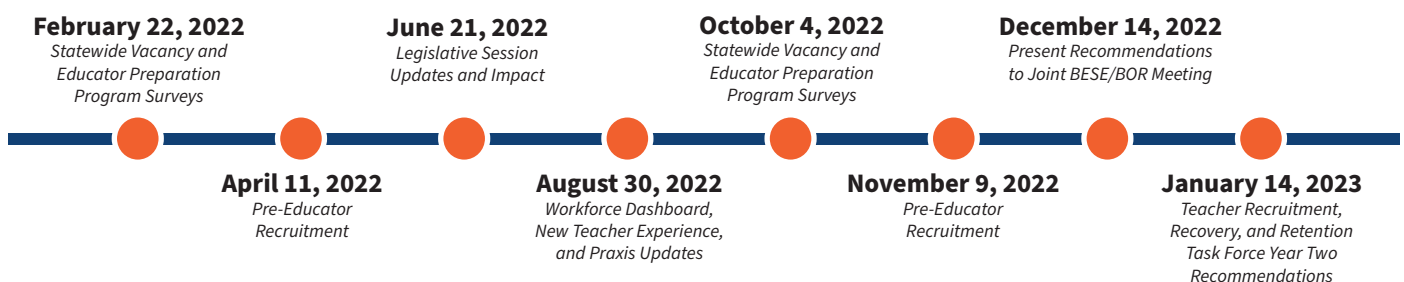 February 22, 2022
Statewide Vacancy and
Educator Preparation
Program Surveys
April 11, 2022
Pre-Educator
Recruitment
June 21, 2022
Legislative Session
Updates and Impact
August 30, 2022
Workforce Dashboard,
New Teacher Experience,
and Praxis Updates
October 4, 2022
Statewide Vacancy and
Educator Preparation
Program Surveys
November 9, 2022
Pre-Educator
Recruitment
December 14, 2022
Present Recommendations
to Joint BESE/BOR Meeting
January 14, 2023
Teacher Recruitment,
Recovery, and Retention
Task Force Year Two
Recommendations